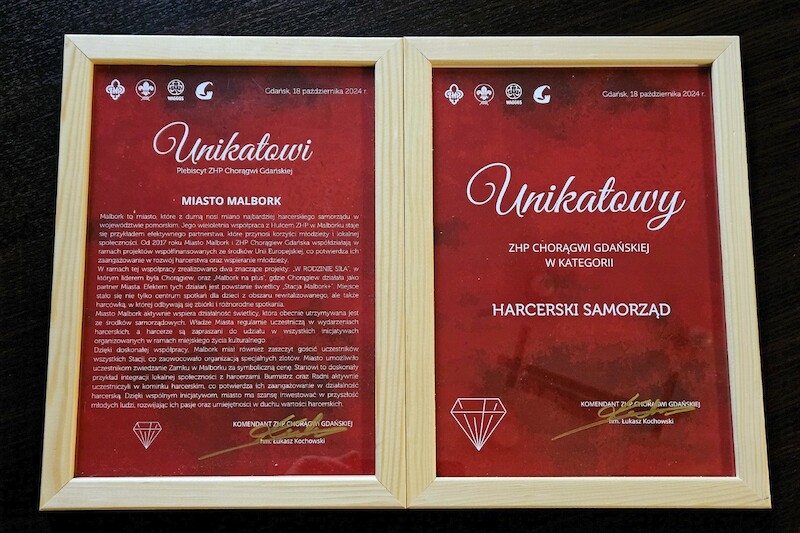 WAGGGS
Gdańsk, 18 października 2024 r.
Unikatowi
Plebiscyt ZHP Chorągwi Gdańskiej
MIASTO MALBORK
Malbork to miasto, które z dumą nosi miano najbardziej harcerskiego samorządu w
województwie pomorskim. Jego wieloletnia współpraca z Hufcem ZHP w Malborku staje
się przykładem efektywnego partnerstwa, które przynosi korzyści młodzieży i lokalnej
społeczności. Od 2017 roku Miasto Malbork i ZHP Chorągiew Gdańska współdziałają w
ramach projektów współfinansowanych ze środków Unii Europejskiej, co potwierdza ich
zaangażowanie w rozwój harcerstwa oraz wspieranie młodzieży.
W ramach tej współpracy zrealizowano dwa znaczące projekty: „W RODZINIE SIŁA", w
którym liderem była Chorągiew, oraz „Malbork na plus", gdzie Chorągiew działała jako
partner Miasta. Efektem tych działań jest powstanie świetlicy „Stacja Malbork+". Miejsce
stało się nie tylko centrum spotkań dla dzieci z obszaru rewitalizowanego, ale także
harcówką, w której odbywają się zbiórki i różnorodne spotkania.
Miasto Malbork aktywnie wspiera działalność świetlicy, która obecnie utrzymywana jest
ze środków samorządowych. Władze Miasta regularnie uczestniczą w wydarzeniach
harcerskich, a harcerze są zapraszani do udziału w wszystkich inicjatywach
organizowanych w ramach miejskiego życia kulturalnego.
Dzięki doskonałej współpracy, Malbork miał również zaszczyt gościć uczestników
wszystkich Stacji, co zaowocowało organizacją specjalnych zlotów. Miasto umożliwiło
uczestnikom zwiedzanie Zamku w Malborku za symboliczną cenę. Stanowi to doskonały
przykład integracji lokalnej społeczności z harcerzami. Burmistrz oraz Radni aktywnie
uczestniczyli w kominku harcerskim, co potwierdza ich zaangażowanie w działalność
harcerską. Dzięki wspólnym inicjatywom, miasto ma szansę inwestować w przyszłość
młodych ludzi, rozwijając ich pasje oraz umiejętności w duchu wartości harcerskich.
KOMENDANT ZHP CHORĄGWI GDAŃSKIEJ
hm. Łukasz Kochowski
WAGGGS
Gdańsk, 18 października 2024 r.
Unikatowy
ZHP CHORĄGWI GDAŃSKIEJ
W KATEGORII
HARCERSKI SAMORZĄD
KOMENDANT ZHP CHORĄGWI GDAŃSKIEJ
hm. Łukasz Kochowski